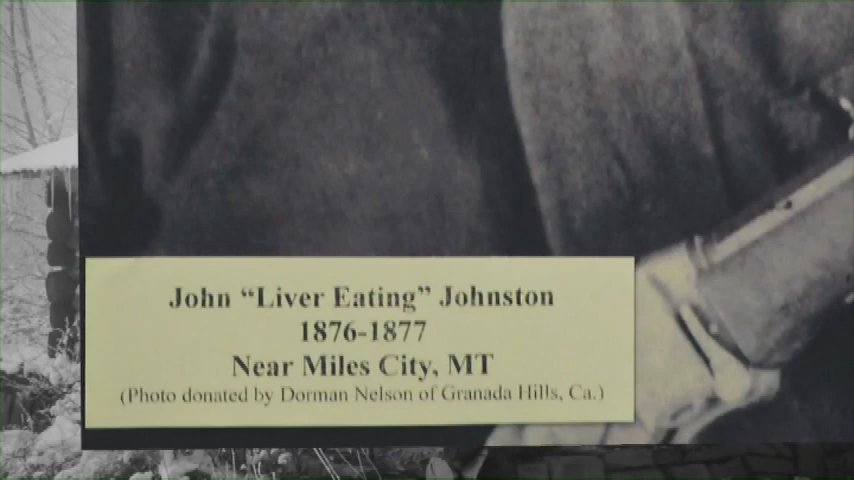 John “Liver Eating” Johnston
1876-1877
Near Miles City, MT
(Photo donated by Dorman Nelson of Granada Hills, Ca.)